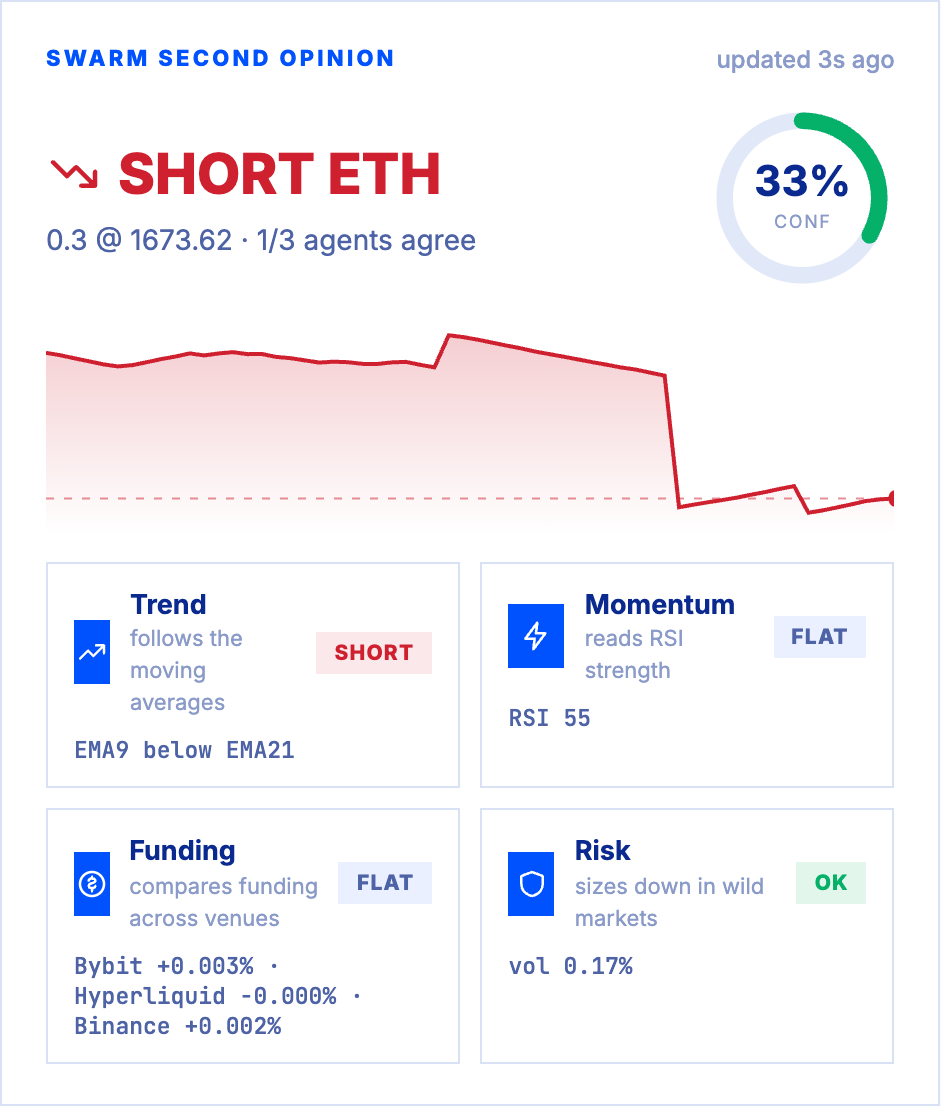 SWARM SECOND OPINION
updated 3s ago
SHORT ETH
0.3 @ 1673.62 · 1/3 agents agree
33%
CONF
Trend
follows the
moving
averages
SHORT
EMA9 below EMA21
Momentum
reads RSI
strength
FLAT
RSI 55
Funding
compares funding
across venues
FLAT
Bybit +0.003% ·
Hyperliquid -0.000% ·
Binance +0.002%
Risk
sizes down in wild
markets
OK
vol 0.17%